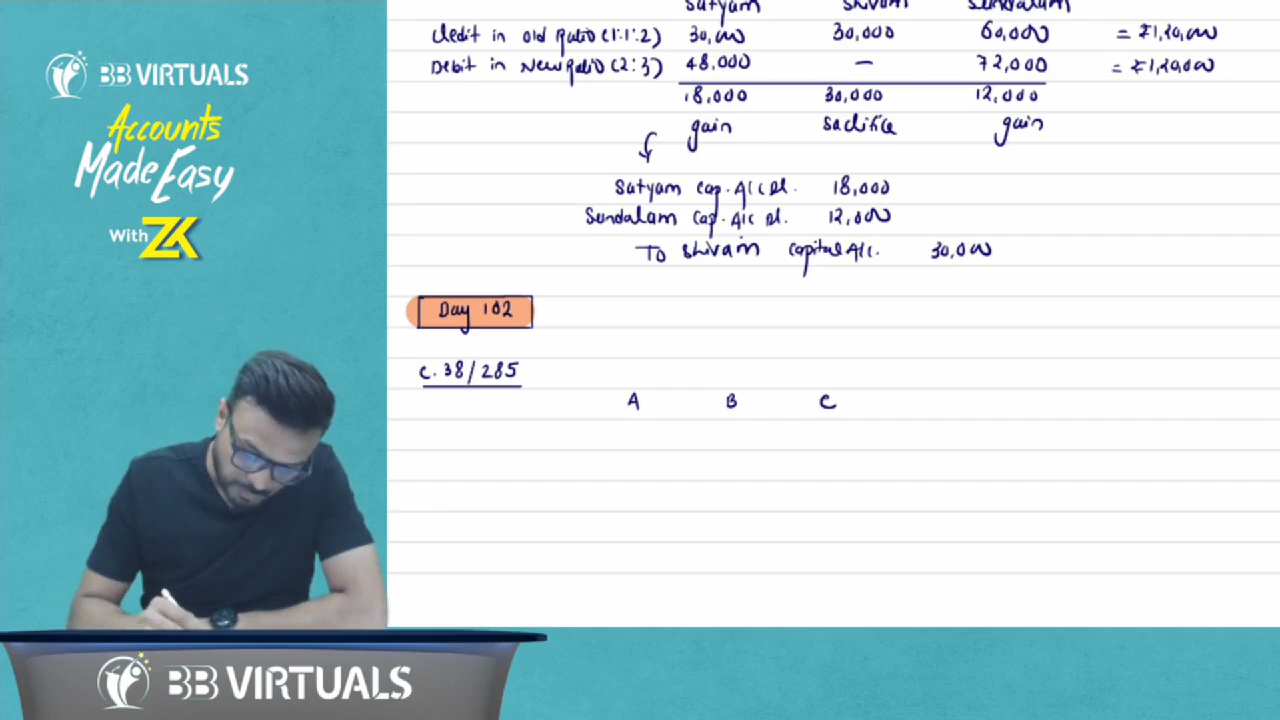 Satyam Shivam Sundalam
BB VIRTUALS
Accounts
Made Easy
With ZK
Credit in old Ratio (1:1:2) 30,000 30,000 60,000 = ₹1,20,000
Debit in New Ratio (2:3) 48,000 — 72,000 = ₹1,20,000
18,000 30,000 12,000
gain Sacrifice gain
Satyam Cap. A/c Dr. 18,000
Sundalam Cap. A/c Dr. 12,000
To Shivam Capital A/c. 30,000
Day 102
C. 38/285
A B C
BB VIRTUALS